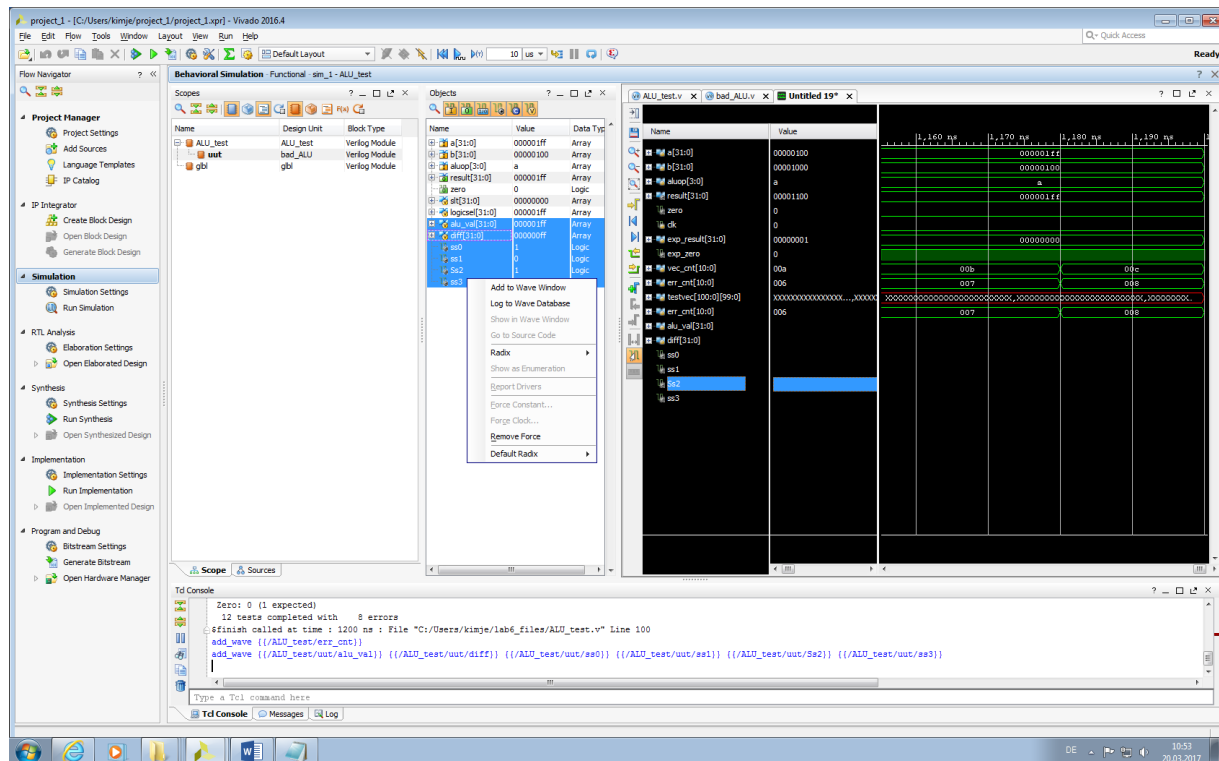 project_1 - [C:/Users/kimje/project_1/project_1.xpr] - Vivado 2016.4
File Edit Flow Tools Window Layout View Run Help
Q- Quick Access
Default Layout
10 us
Ready
Flow Navigator ? «
Project Manager
Project Settings
Add Sources
Language Templates
IP Catalog
IP Integrator
Create Block Design
Open Block Design
Generate Block Design
Simulation
Simulation Settings
Run Simulation
RTL Analysis
Elaboration Settings
Open Elaborated Design
Synthesis
Synthesis Settings
Run Synthesis
Open Synthesized Design
Implementation
Implementation Settings
Run Implementation
Open Implemented Design
Program and Debug
Bitstream Settings
Generate Bitstream
Open Hardware Manager
Behavioral Simulation - Functional - sim_1 - ALU_test
Scopes
Name Design Unit Block Type
ALU_test ALU_test Verilog Module
uut bad_ALU Verilog Module
glbl glbl Verilog Module
Scope Sources
Objects
Name Value Data Typ
a[31:0] 000001ff Array
b[31:0] 00000100 Array
aluop[3:0] a Array
result[31:0] 000001ff Array
zero 0 Logic
slt[31:0] 00000000 Array
logicsel[31:0] 000001ff Array
alu_val[31:0] 000001ff Array
diff[31:0] 000000ff Array
ss0 1 Logic
ss1 0 Logic
Ss2 1 Logic
ss3
Add to Wave Window
Log to Wave Database
Show in Wave Window
Go to Source Code
Radix
Show as Enumeration
Report Drivers
Force Constant...
Force Clock...
Remove Force
Default Radix
ALU_test.v × bad_ALU.v × Untitled 19* ×
Name Value
1,160 ns 1,170 ns 1,180 ns 1,190 ns
a[31:0] 00000100 000001ff
b[31:0] 00001000 00000100
aluop[3:0] a a
result[31:0] 00001100 000001ff
zero 0
clk 0
exp_result[31:0] 00000001 00000000
exp_zero 0
vec_cnt[10:0] 00a 00b 00c
err_cnt[10:0] 006 007 008
testvec[100:0][99:0]
err_cnt[10:0] 006 007 008
alu_val[31:0]
diff[31:0]
ss0
ss1
Ss2
ss3
Tcl Console
Zero: 0 (1 expected)
12 tests completed with 8 errors
$finish called at time : 1200 ns : File "C:/Users/kimje/lab6_files/ALU_test.v" Line 100
add_wave {{/ALU_test/err_cnt}}
add_wave {{/ALU_test/uut/alu_val}} {{/ALU_test/uut/diff}} {{/ALU_test/uut/ss0}} {{/ALU_test/uut/ss1}} {{/ALU_test/uut/Ss2}} {{/ALU_test/uut/ss3}}
Type a Tcl command here
Tcl Console Messages Log
DE
10:53
20.03.2017